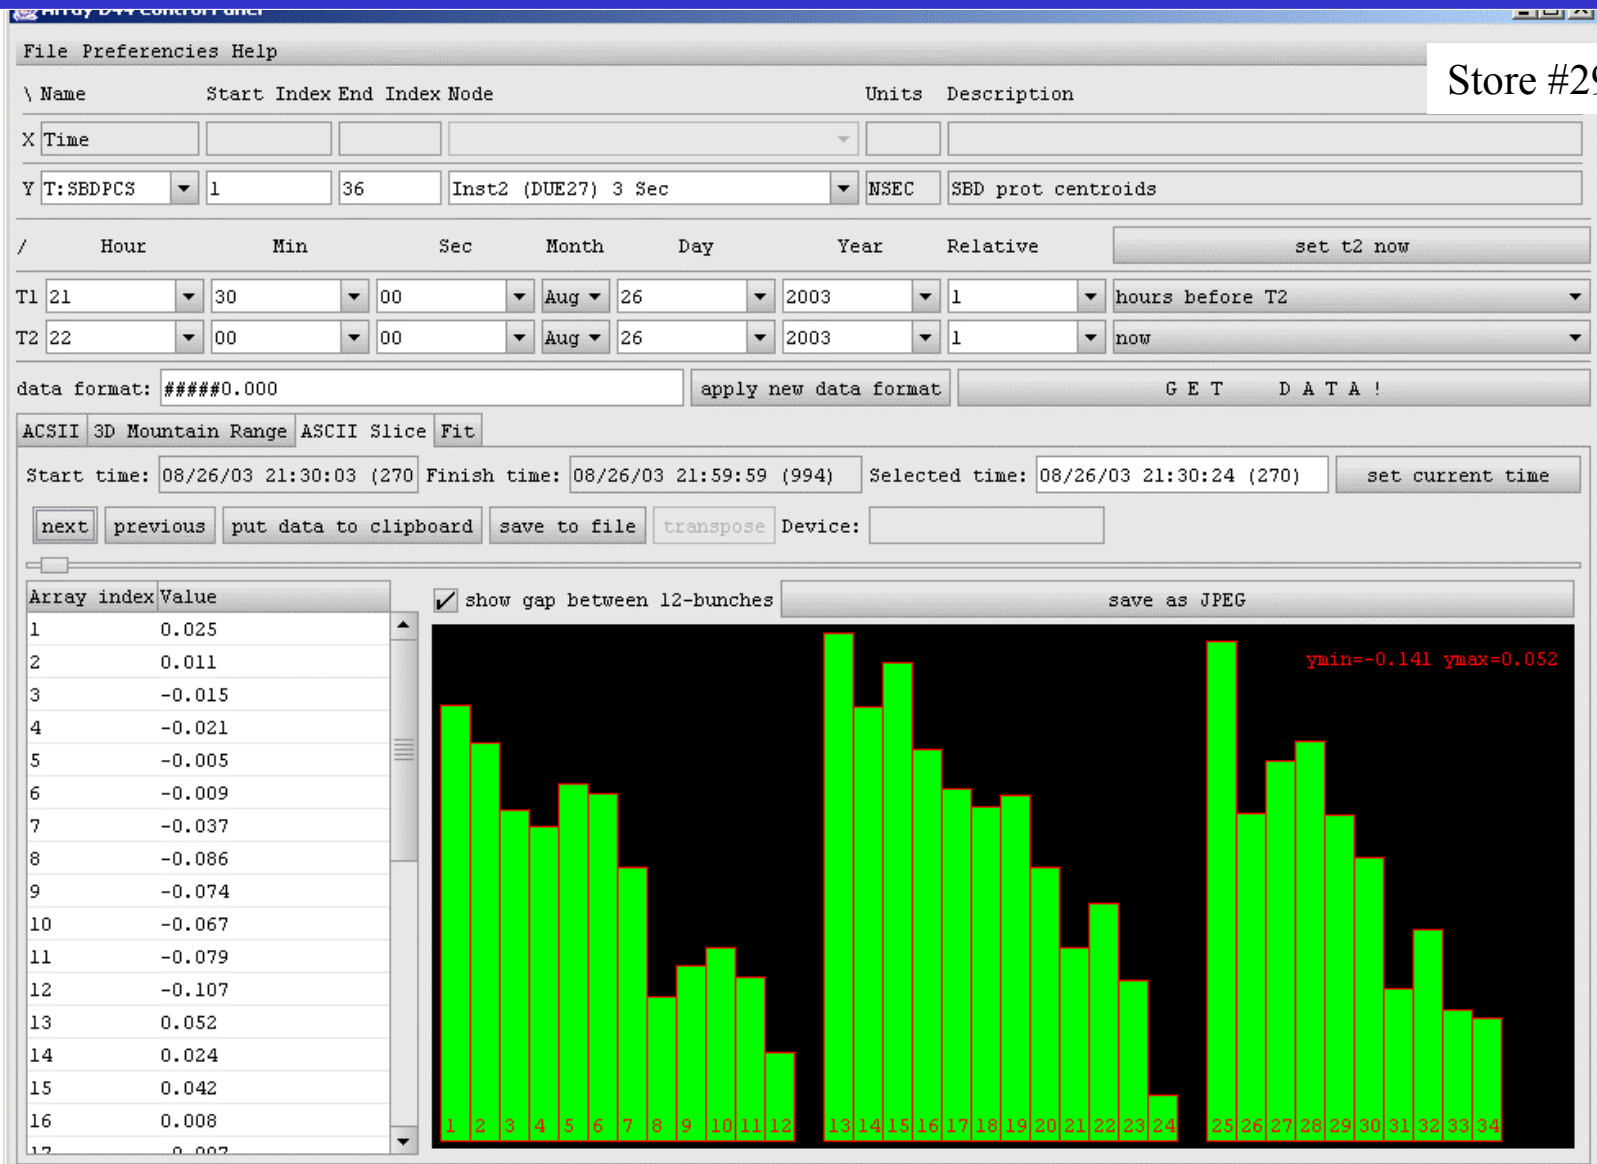 Array D44 Control Panel
File Preferencies Help
Store #29
\ Name Start Index End Index Node Units Description
X Time
Y T:SBDPCS 1 36 Inst2 (DUE27) 3 Sec NSEC SBD prot centroids
/ Hour Min Sec Month Day Year Relative set t2 now
T1 21 30 00 Aug 26 2003 1 hours before T2
T2 22 00 00 Aug 26 2003 1 now
data format: #####0.000 apply new data format GET DATA!
ACSII 3D Mountain Range ASCII Slice Fit
Start time: 08/26/03 21:30:03 (270 Finish time: 08/26/03 21:59:59 (994) Selected time: 08/26/03 21:30:24 (270) set current time
next previous put data to clipboard save to file transpose Device:
Array index Value
show gap between 12-bunches save as JPEG
1 0.025
2 0.011
3 -0.015
4 -0.021
5 -0.005
6 -0.009
7 -0.037
8 -0.086
9 -0.074
10 -0.067
11 -0.079
12 -0.107
13 0.052
14 0.024
15 0.042
16 0.008
ymin=-0.141 ymax=0.052
1 2 3 4 5 6 7 8 9 10 11 12 13 14 15 16 17 18 19 20 21 22 23 24 25 26 27 28 29 30 31 32 33 34